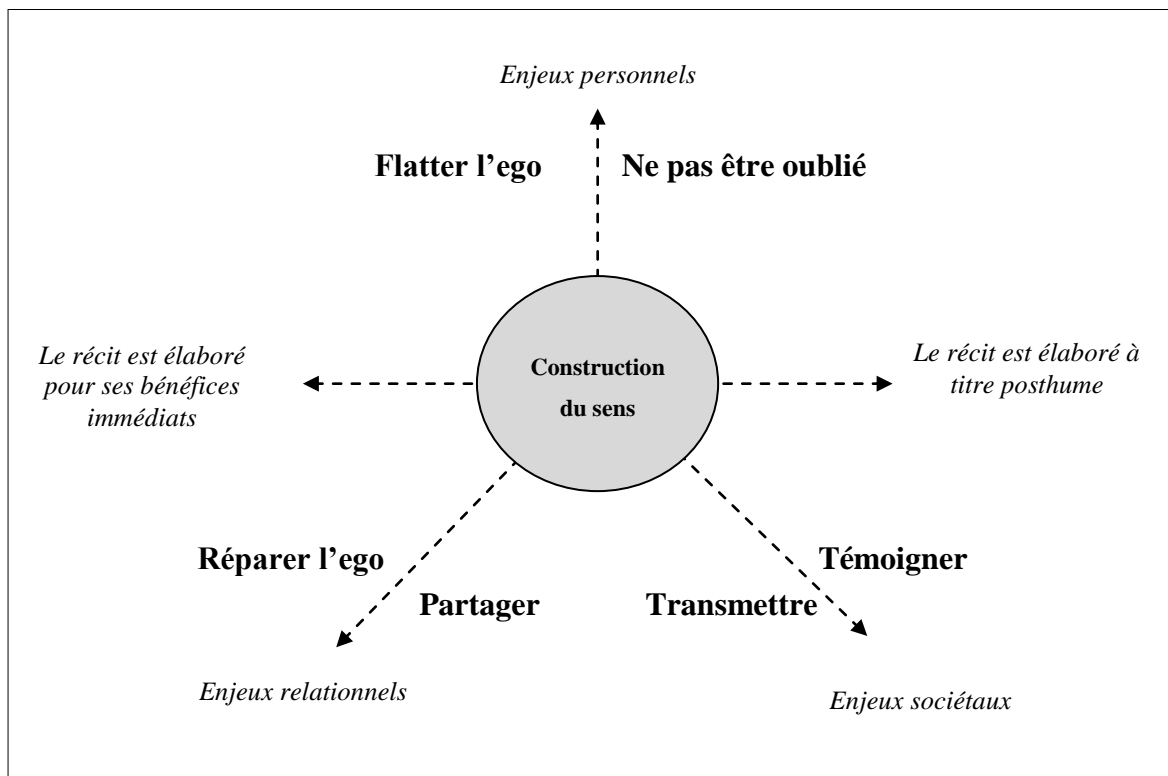 Enjeux personnels
Flatter l’ego
Ne pas être oublié
Le récit est élaboré
pour ses bénéfices
immédiats
Construction
du sens
Le récit est élaboré à
titre posthume
Réparer l’ego
Témoigner
Partager
Transmettre
Enjeux relationnels
Enjeux sociétaux